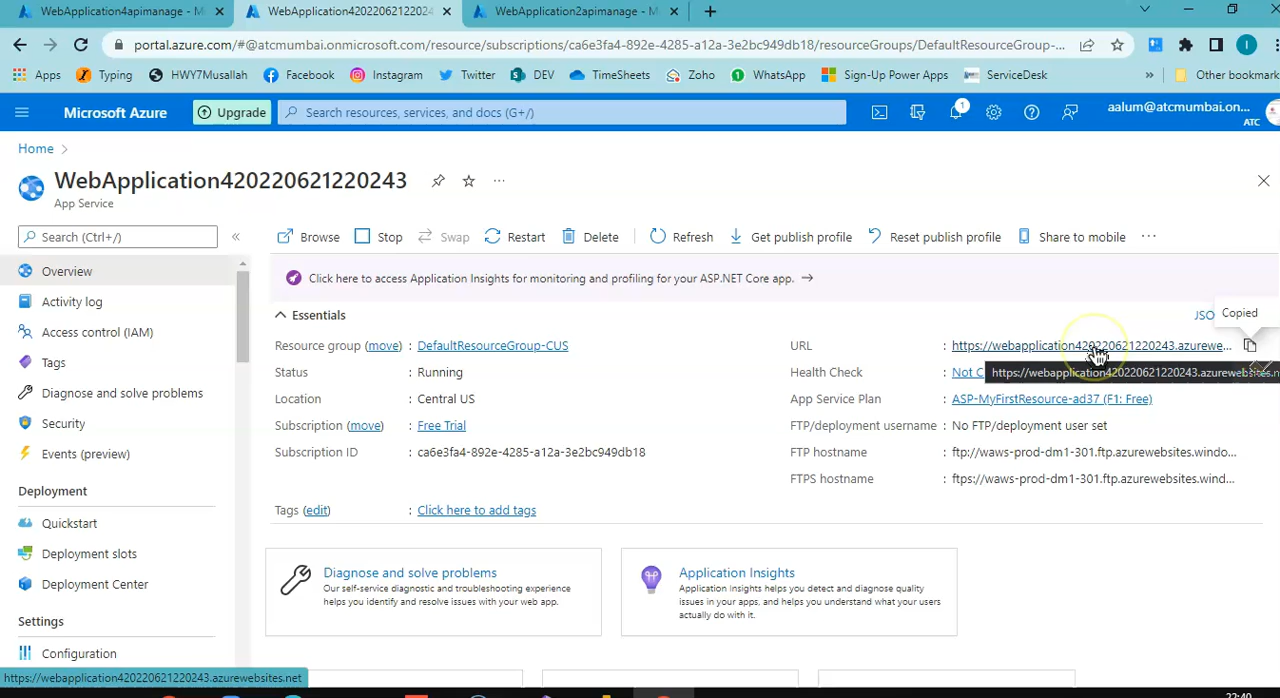 WebApplication4apimanage - M
WebApplication420220621220243
WebApplication2apimanage - M
portal.azure.com/#@atcmumbai.onmicrosoft.com/resource/subscriptions/ca6e3fa4-892e-4285-a12a-3e2bc949db18/resourceGroups/DefaultResourceGroup-...
I
Apps
Typing
HWY7Musallah
Facebook
Instagram
Twitter
DEV
TimeSheets
Zoho
WhatsApp
Sign-Up Power Apps
ServiceDesk
»
Other bookmark
Microsoft Azure
Upgrade
Search resources, services, and docs (G+/)
1
aalum@atcmumbai.on...
ATC
Home >
WebApplication420220621220243
...
App Service
Search (Ctrl+/)
«
Browse
Stop
Swap
Restart
Delete
Refresh
Get publish profile
Reset publish profile
Share to mobile
...
Overview
Activity log
Access control (IAM)
Tags
Diagnose and solve problems
Security
Events (preview)
Deployment
Quickstart
Deployment slots
Deployment Center
Settings
Configuration
Click here to access Application Insights for monitoring and profiling for your ASP.NET Core app. →
Essentials
JSO
Copied
Resource group (move) : DefaultResourceGroup-CUS
Status : Running
Location : Central US
Subscription (move) : Free Trial
Subscription ID : ca6e3fa4-892e-4285-a12a-3e2bc949db18
URL : https://webapplication420220621220243.azurewe...
https://webapplication420220621220243.azurewebsites.n
Health Check : Not C
App Service Plan : ASP-MyFirstResource-ad37 (F1: Free)
FTP/deployment username : No FTP/deployment user set
FTP hostname : ftp://waws-prod-dm1-301.ftp.azurewebsites.windo...
FTPS hostname : ftps://waws-prod-dm1-301.ftp.azurewebsites.wind...
Tags (edit) : Click here to add tags
Diagnose and solve problems
Our self-service diagnostic and troubleshooting experience
helps you identify and resolve issues with your web app.
Application Insights
Application Insights helps you detect and diagnose quality
issues in your apps, and helps you understand what your users
actually do with it.
https://webapplication420220621220243.azurewebsites.net
22:40